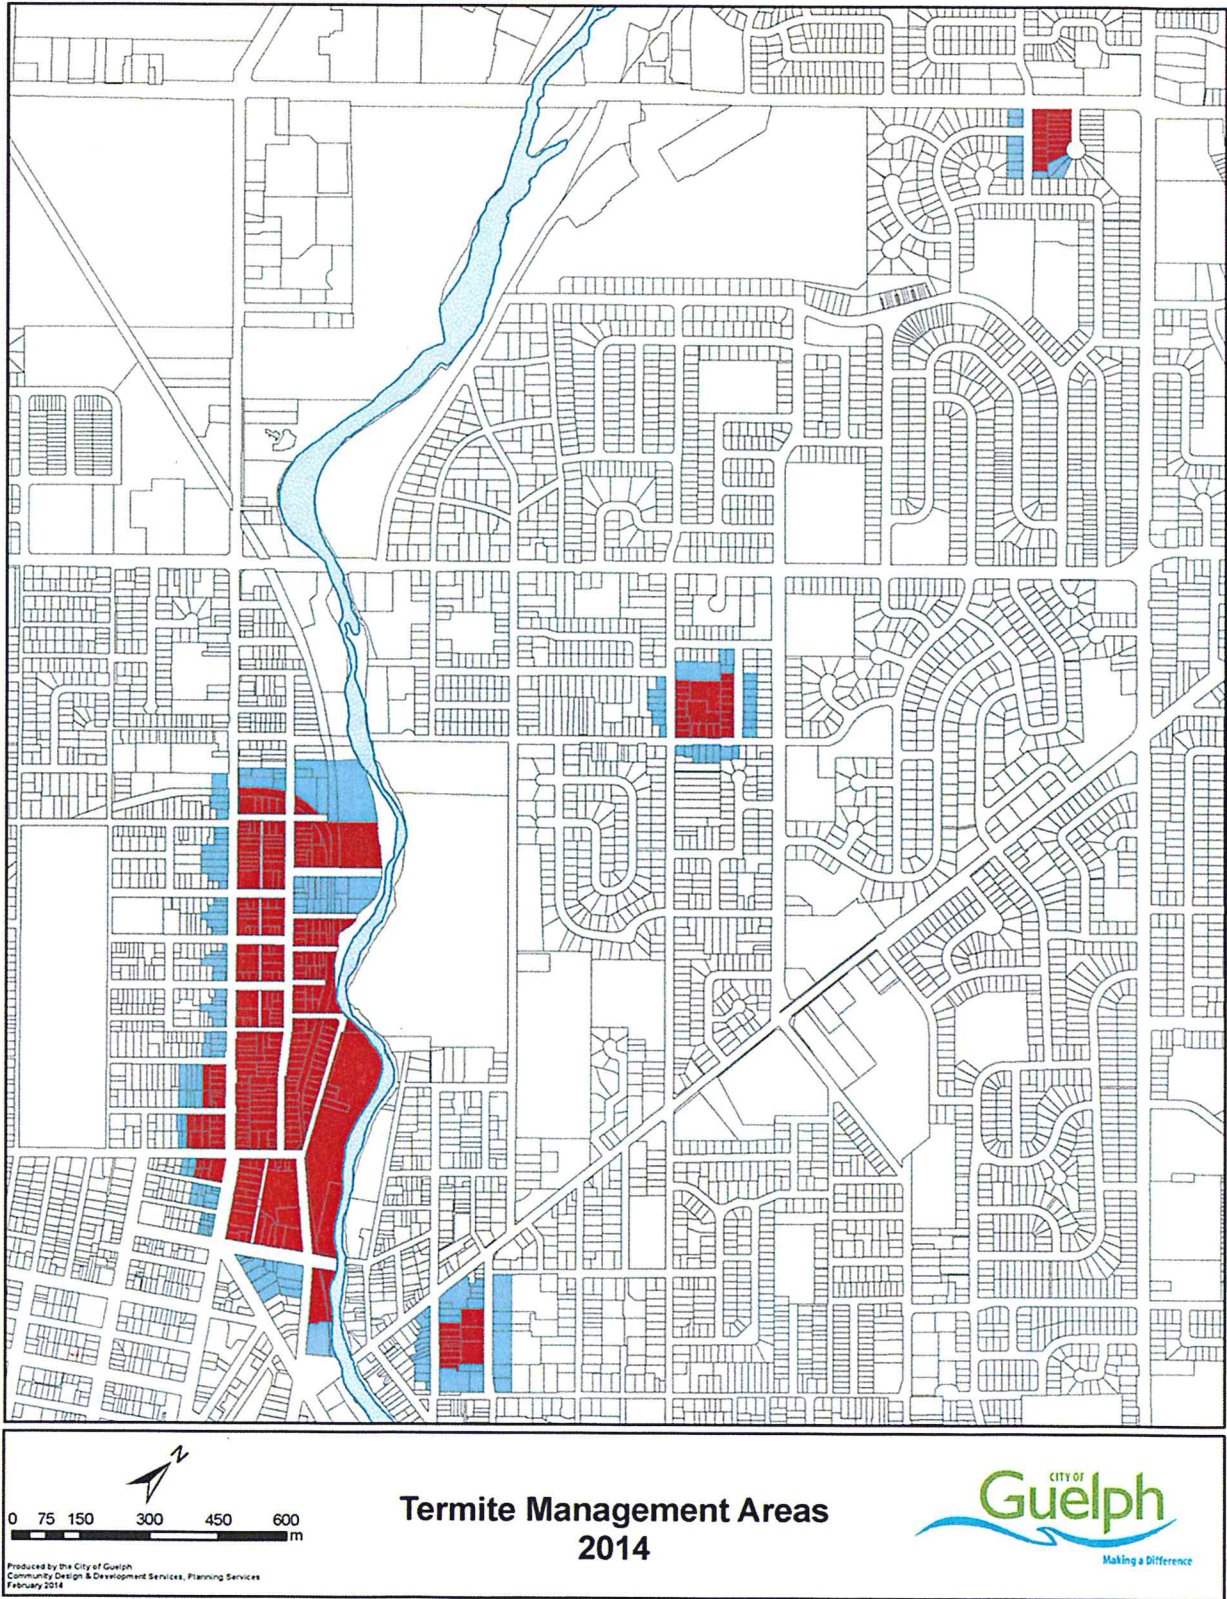 N
0 75 150 300 450 600
m
Termite Management Areas
2014
CITY OF
Guelph
Making a Difference
Produced by the City of Guelph
Community Design & Development Services, Planning Services
February 2014